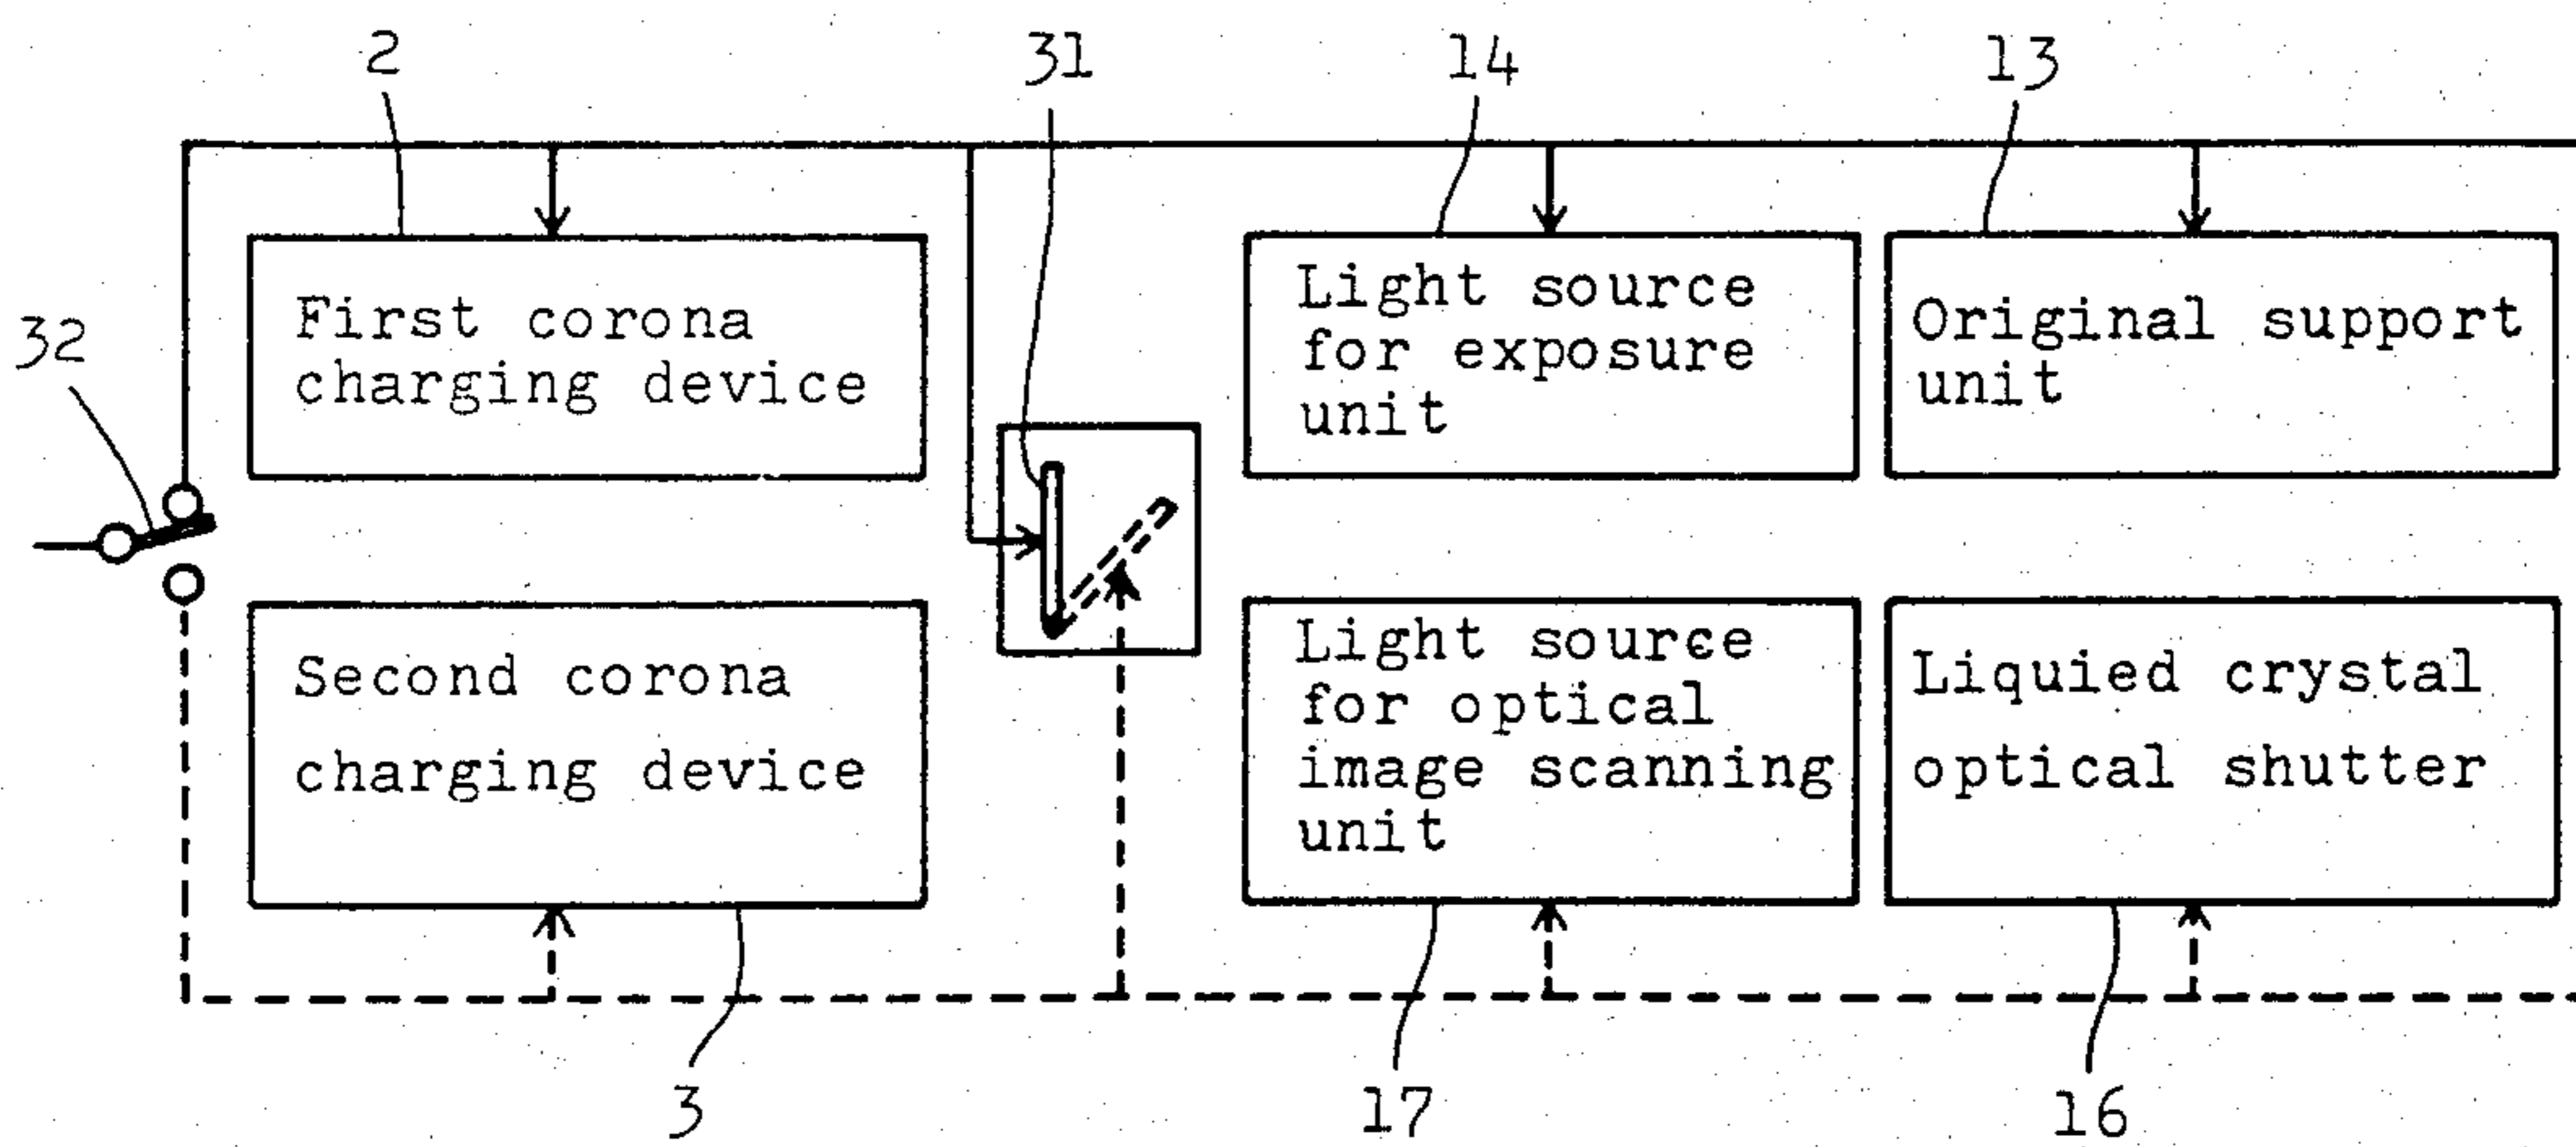 2
31
14
13
32
First corona
charging device
Light source
for exposure
unit
Original support
unit
Second corona
charging device
Light source
for optical
image scanning
unit
Liquied crystal
optical shutter
3
17
16